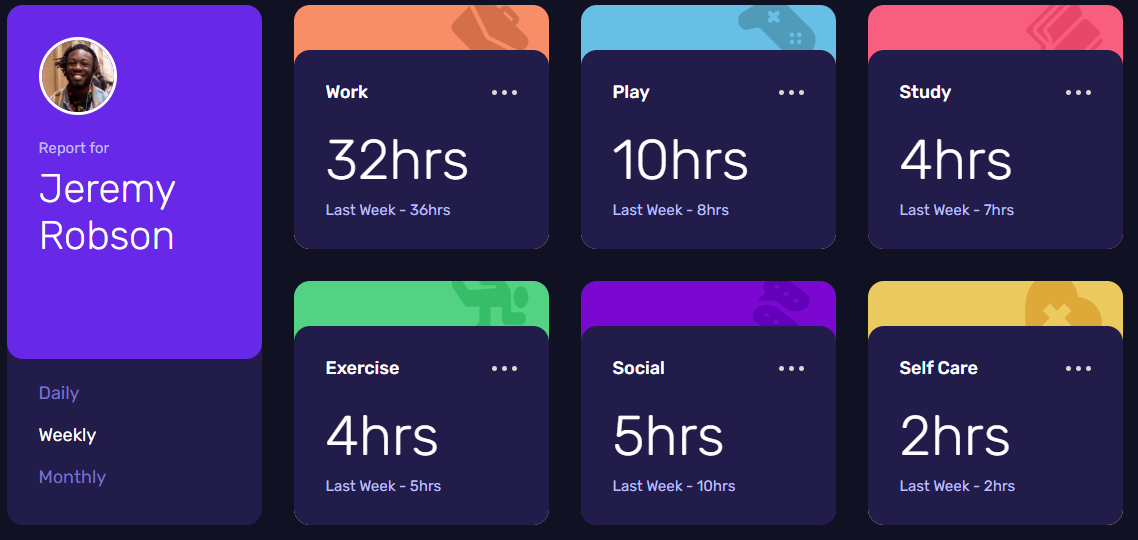 Report for
Jeremy
Robson
Daily
Weekly
Monthly
Work
32hrs
Last Week - 36hrs
Play
10hrs
Last Week - 8hrs
Study
4hrs
Last Week - 7hrs
Exercise
4hrs
Last Week - 5hrs
Social
5hrs
Last Week - 10hrs
Self Care
2hrs
Last Week - 2hrs